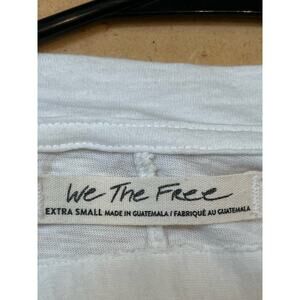 We The Free
EXTRA SMALL MADE IN GUATEMALA / FABRIQUÉ AU GUATEMALA